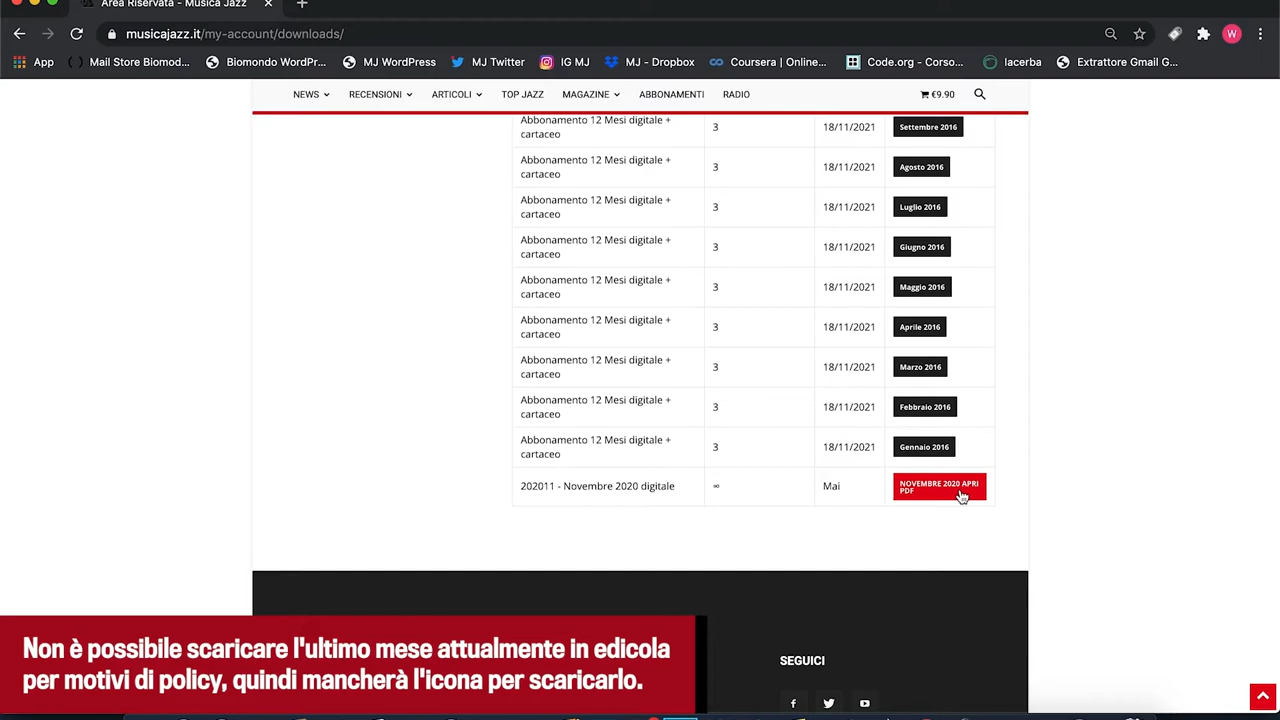 Area Riservata - Musica Jazz
musicajazz.it/my-account/downloads/
W
App
Mail Store Biomod...
Biomondo WordPr...
MJ WordPress
MJ Twitter
IG MJ
MJ - Dropbox
Coursera | Online...
Code.org - Corso...
lacerba
Extrattore Gmail G...
NEWS
RECENSIONI
ARTICOLI
TOP JAZZ
MAGAZINE
ABBONAMENTI
RADIO
€9.90
Abbonamento 12 Mesi digitale +
cartaceo
3
18/11/2021
Settembre 2016
Abbonamento 12 Mesi digitale +
cartaceo
3
18/11/2021
Agosto 2016
Abbonamento 12 Mesi digitale +
cartaceo
3
18/11/2021
Luglio 2016
Abbonamento 12 Mesi digitale +
cartaceo
3
18/11/2021
Giugno 2016
Abbonamento 12 Mesi digitale +
cartaceo
3
18/11/2021
Maggio 2016
Abbonamento 12 Mesi digitale +
cartaceo
3
18/11/2021
Aprile 2016
Abbonamento 12 Mesi digitale +
cartaceo
3
18/11/2021
Marzo 2016
Abbonamento 12 Mesi digitale +
cartaceo
3
18/11/2021
Febbraio 2016
Abbonamento 12 Mesi digitale +
cartaceo
3
18/11/2021
Gennaio 2016
202011 - Novembre 2020 digitale
∞
Mai
NOVEMBRE 2020 APRI
PDF
Non è possibile scaricare l'ultimo mese attualmente in edicola
per motivi di policy, quindi mancherà l'icona per scaricarlo.
SEGUICI